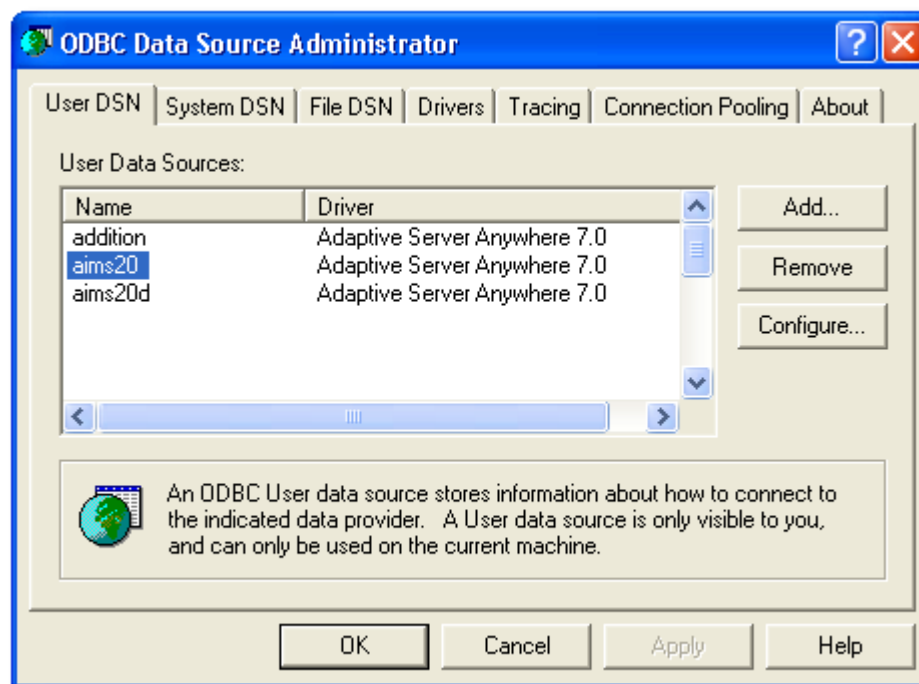 ODBC Data Source Administrator
User DSN System DSN File DSN Drivers Tracing Connection Pooling About
User Data Sources:
Name Driver
addition Adaptive Server Anywhere 7.0
aims20 Adaptive Server Anywhere 7.0
aims20d Adaptive Server Anywhere 7.0
Add...
Remove
Configure...
An ODBC User data source stores information about how to connect to
the indicated data provider. A User data source is only visible to you,
and can only be used on the current machine.
OK Cancel Apply Help